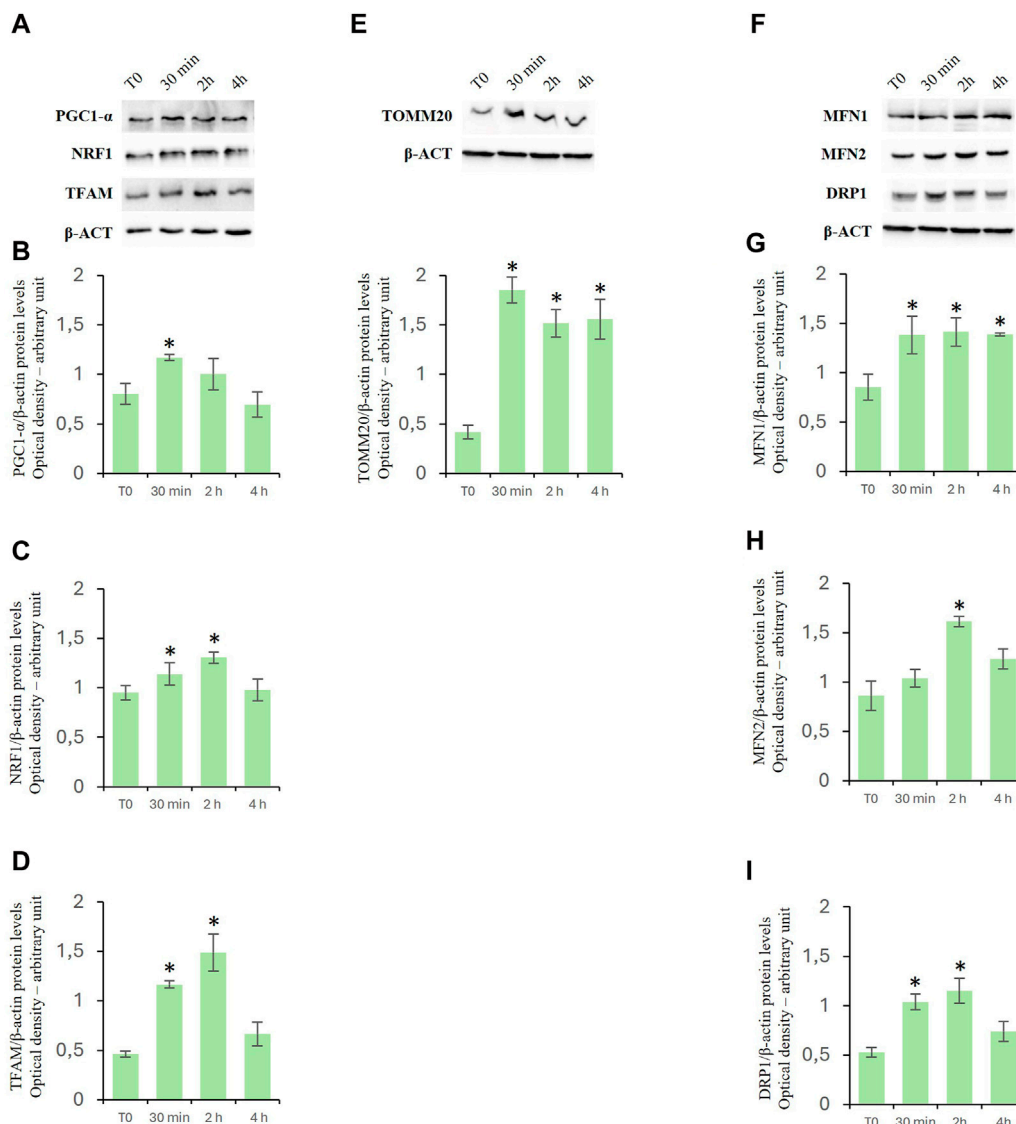 A
T0 30 min 2h 4h
PGC1-α
NRF1
TFAM
β-ACT
B
PGC1-α/β-actin protein levels
Optical density – arbitrary unit
2
1,5
1
0,5
0
*
T0 30 min 2 h 4 h
C
NRF1/β-actin protein levels
Optical density – arbitrary unit
2
1,5
1
0,5
0
* *
T0 30 min 2 h 4 h
D
TFAM/β-actin protein levels
Optical density – arbitrary unit
2
1,5
1
0,5
0
* *
T0 30 min 2 h 4 h
E
T0 30 min 2h 4h
TOMM20
β-ACT
TOMM20/β-actin protein levels
Optical density – arbitrary unit
2
1,5
1
0,5
0
* * *
T0 30 min 2 h 4 h
F
T0 30 min 2h 4h
MFN1
MFN2
DRP1
β-ACT
G
MFN1/β-actin protein levels
Optical density – arbitrary unit
2
1,5
1
0,5
0
* * *
T0 30 min 2 h 4 h
H
MFN2/β-actin protein levels
Optical density – arbitrary unit
2
1,5
1
0,5
0
*
T0 30 min 2 h 4 h
I
DRP1/β-actin protein levels
Optical density – arbitrary unit
2
1,5
1
0,5
0
* *
T0 30 min 2h 4h